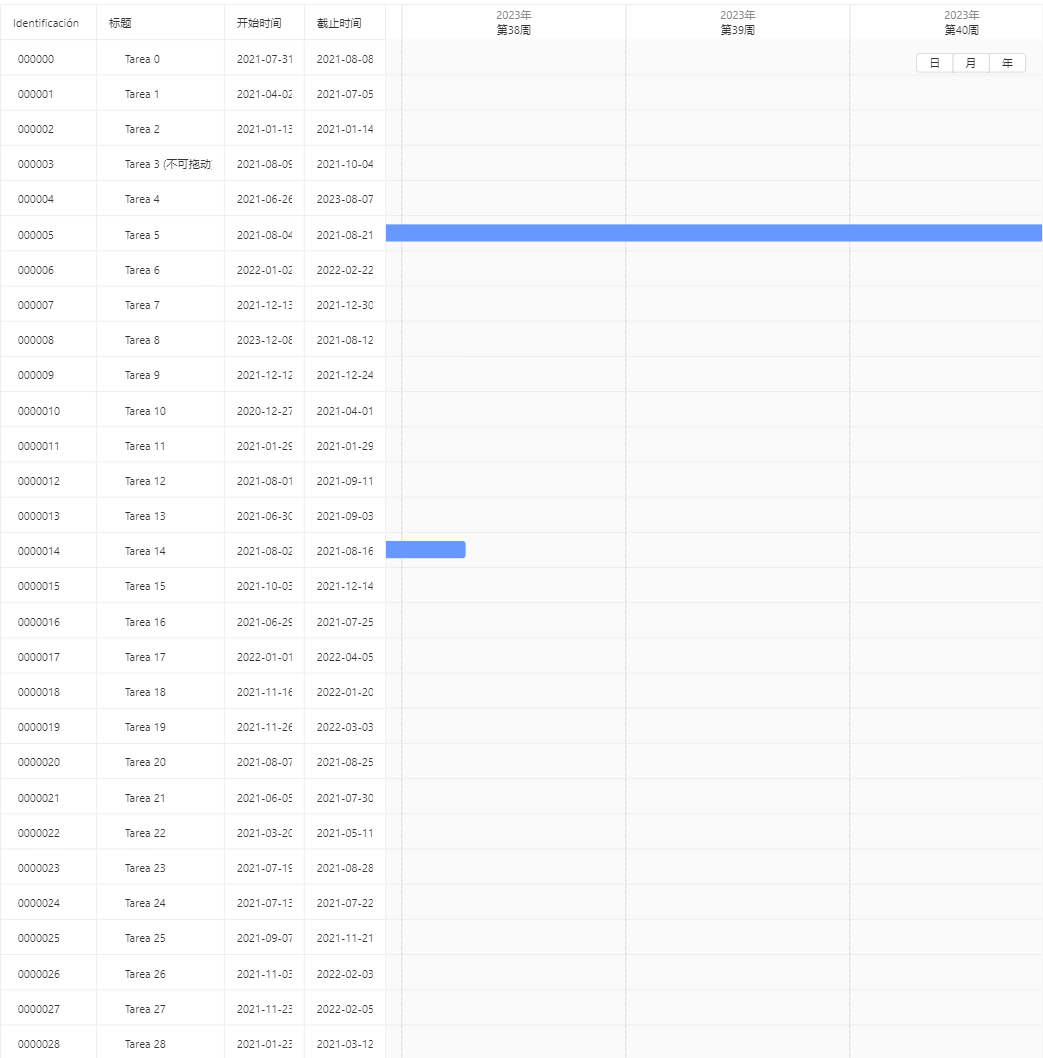 Identificación 标题 开始时间 截止时间 2023年 2023年 2023年
第38周 第39周 第40周
日 月 年
000000 Tarea 0 2021-07-31 2021-08-08
000001 Tarea 1 2021-04-02 2021-07-05
000002 Tarea 2 2021-01-13 2021-01-14
000003 Tarea 3 (不可拖动) 2021-08-09 2021-10-04
000004 Tarea 4 2021-06-26 2023-08-07
000005 Tarea 5 2021-08-04 2021-08-21
000006 Tarea 6 2022-01-02 2022-02-22
000007 Tarea 7 2021-12-13 2021-12-30
000008 Tarea 8 2023-12-08 2021-08-12
000009 Tarea 9 2021-12-12 2021-12-24
0000010 Tarea 10 2020-12-27 2021-04-01
0000011 Tarea 11 2021-01-29 2021-01-29
0000012 Tarea 12 2021-08-01 2021-09-11
0000013 Tarea 13 2021-06-30 2021-09-03
0000014 Tarea 14 2021-08-02 2021-08-16
0000015 Tarea 15 2021-10-03 2021-12-14
0000016 Tarea 16 2021-06-29 2021-07-25
0000017 Tarea 17 2022-01-01 2022-04-05
0000018 Tarea 18 2021-11-16 2022-01-20
0000019 Tarea 19 2021-11-26 2022-03-03
0000020 Tarea 20 2021-08-07 2021-08-25
0000021 Tarea 21 2021-06-05 2021-07-30
0000022 Tarea 22 2021-03-20 2021-05-11
0000023 Tarea 23 2021-07-19 2021-08-28
0000024 Tarea 24 2021-07-13 2021-07-22
0000025 Tarea 25 2021-09-07 2021-11-21
0000026 Tarea 26 2021-11-03 2022-02-03
0000027 Tarea 27 2021-11-23 2022-02-05
0000028 Tarea 28 2021-01-23 2021-03-12